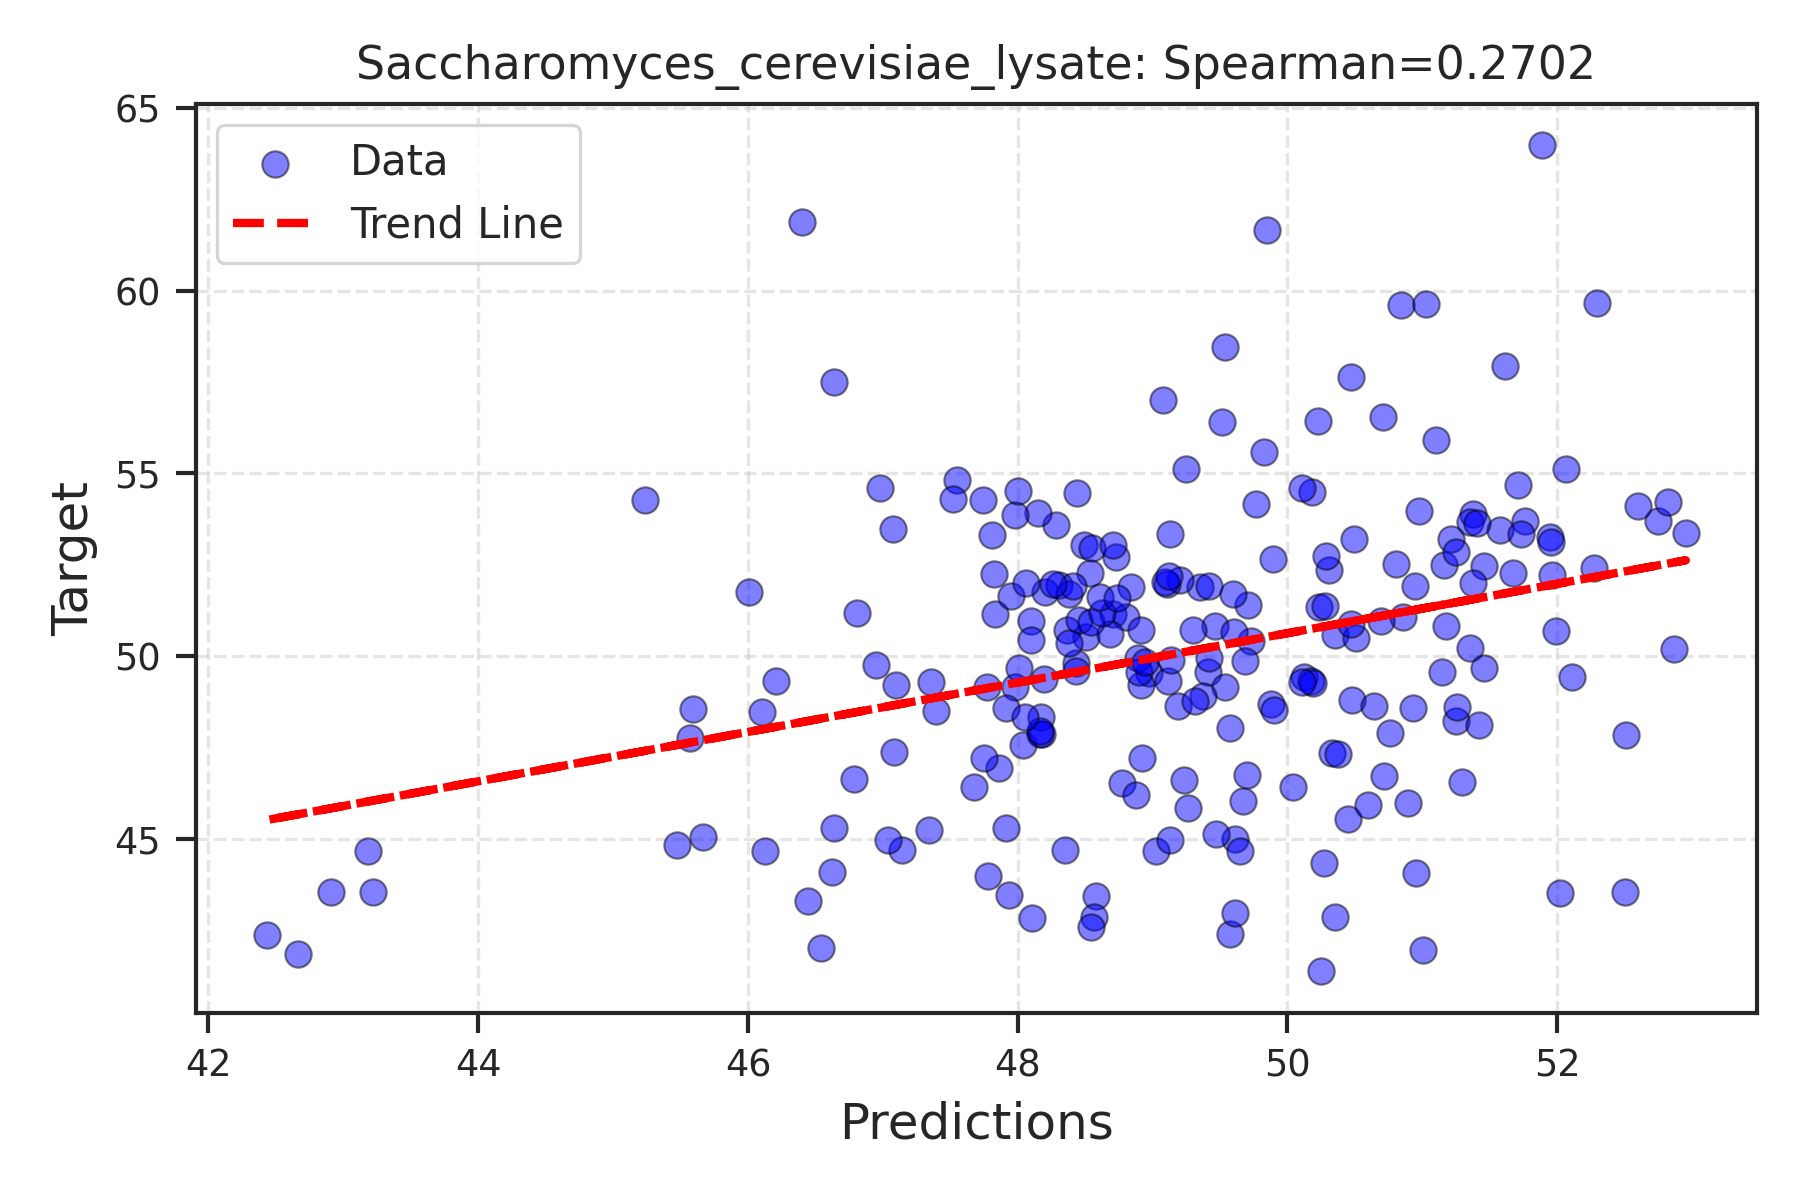 Saccharomyces_cerevisiae_lysate: Spearman=0.2702
65
60
55
50
45
Target
Data
Trend Line
42 44 46 48 50 52
Predictions